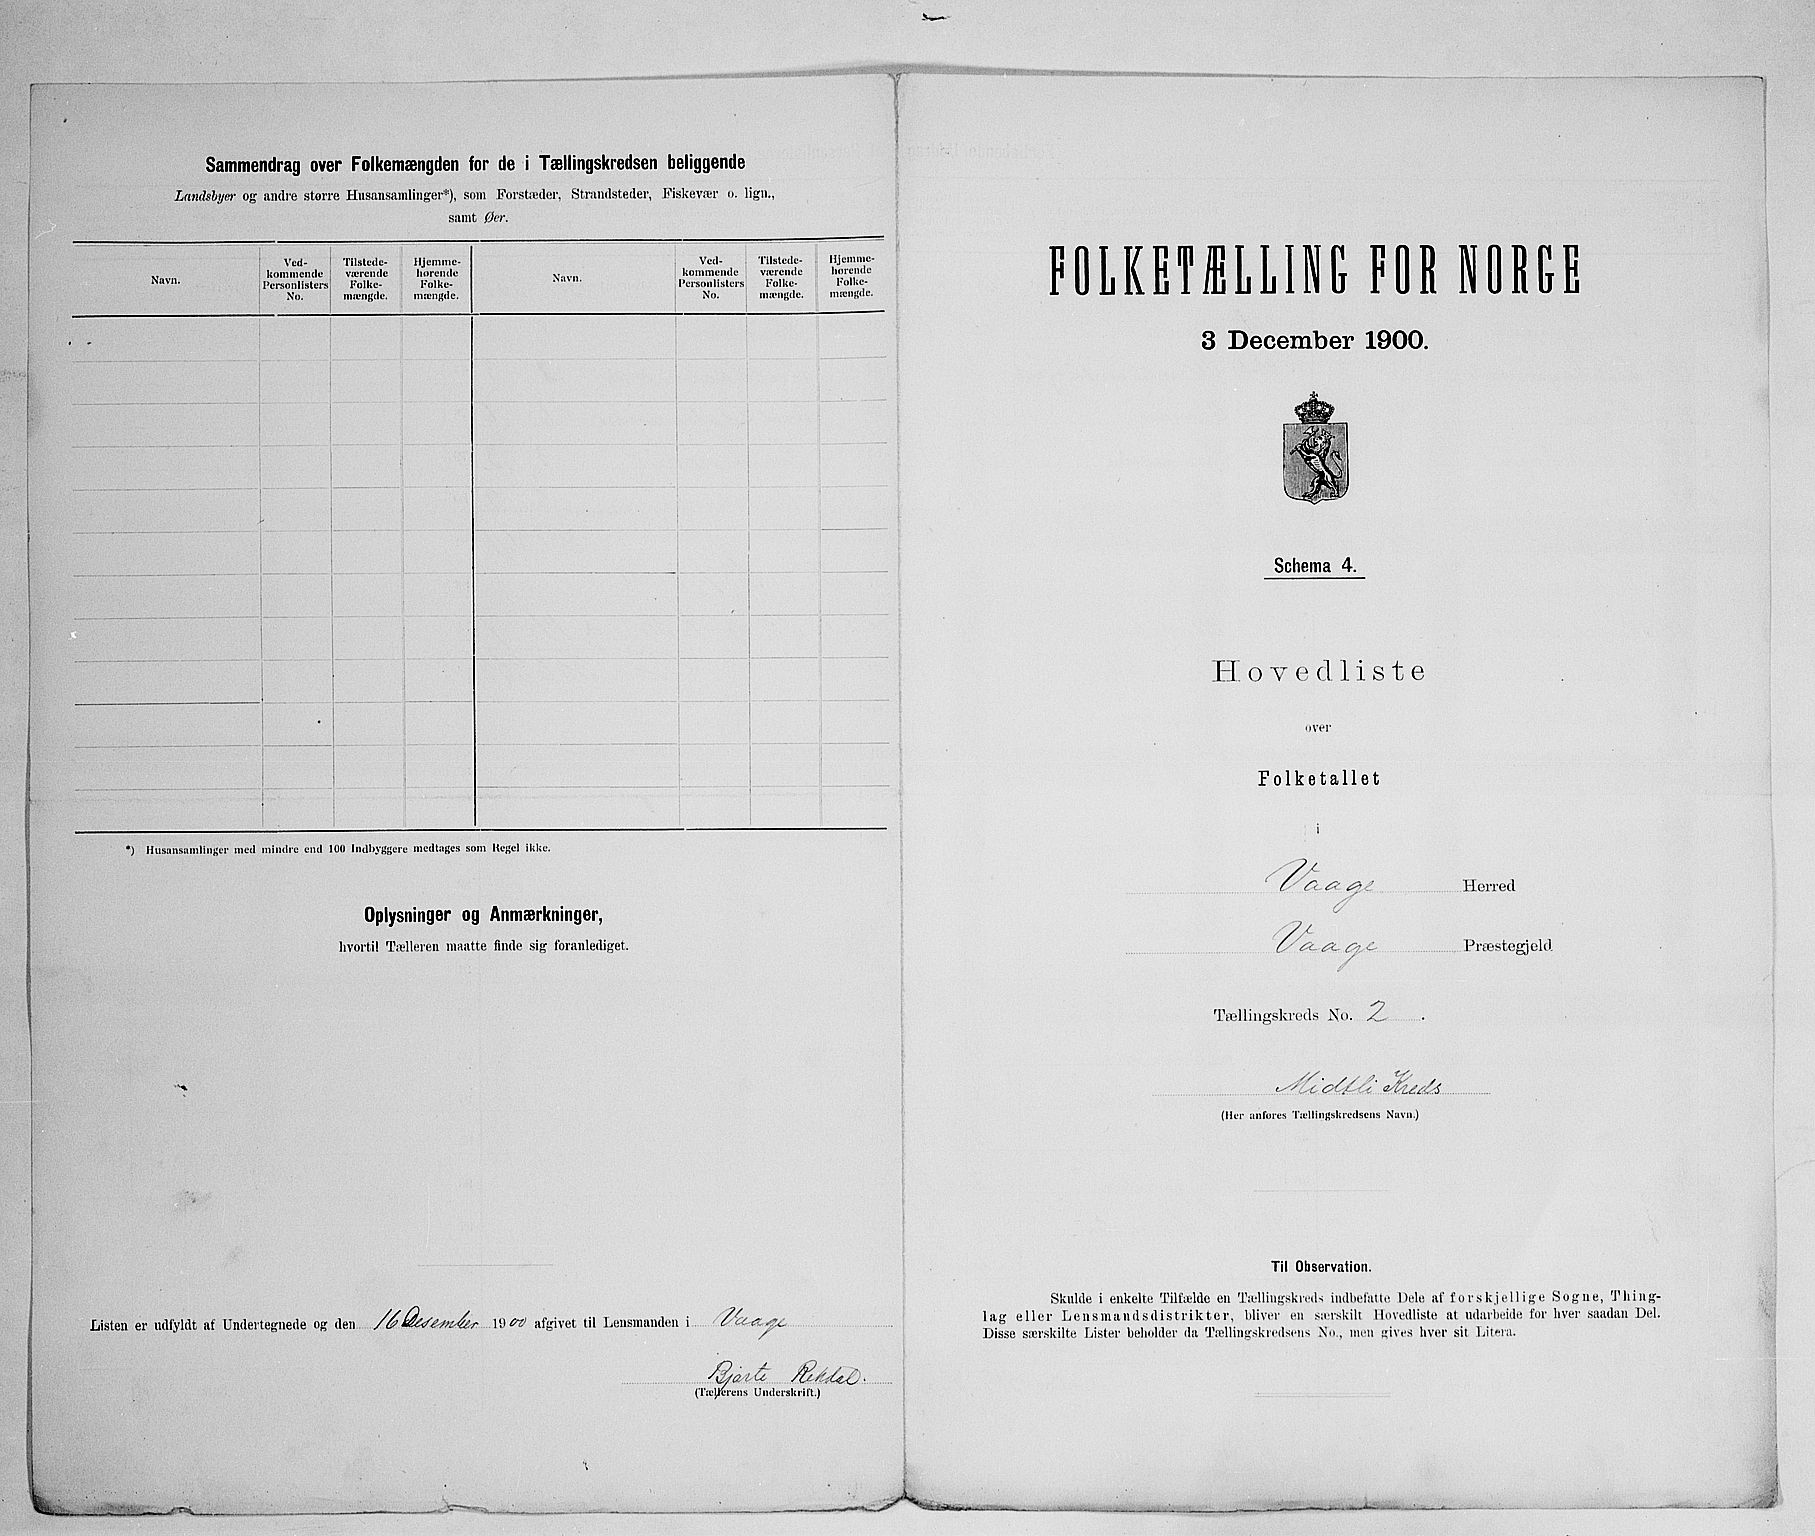 Sammendrag over Folkemængden for de i Tællingskredsen beliggende
Landsbyer og andre større Husansamlinger*), som Forstæder, Strandsteder, Fiskevær o. lign.,
samt Øer.
Navn.
Ved-
kommende
Personlisters
No.
Tilstede-
værende
Folke-
mængde.
Hjemme-
hørende
Folke-
mængde.
Navn.
Ved-
kommende
Personlisters
No.
Tilstede-
værende
Folke-
mængde.
Hjemme-
hørende
Folke-
mængde.
*) Husansamlinger med mindre end 100 Indbyggere medtages som Regel ikke.
Oplysninger og Anmærkninger,
hvortil Tælleren maatte finde sig foranlediget.
Listen er udfyldt af Undertegnede og den 16 Desember 1900 afgivet til Lensmanden i Vaage
Bjarte Rekdal.
(Tællerens Underskrift.)
FOLKETÆLLING FOR NORGE
3 December 1900.
Schema 4.
Hovedliste
over
Folketallet
i
Vaage Herred
Vaage Præstegjeld
Tællingskreds No. 2 .
Midtli Kreds
(Her anføres Tællingskredsens Navn.)
Til Observation.
Skulde i enkelte Tilfælde en Tællingskreds indbefatte Dele af forskjellige Sogne, Thing-
lag eller Lensmandsdistrikter, bliver en særskilt Hovedliste at udarbeide for hver saadan Del.
Disse særskilte Lister beholder da Tællingskredsens No., men gives hver sit Litera.